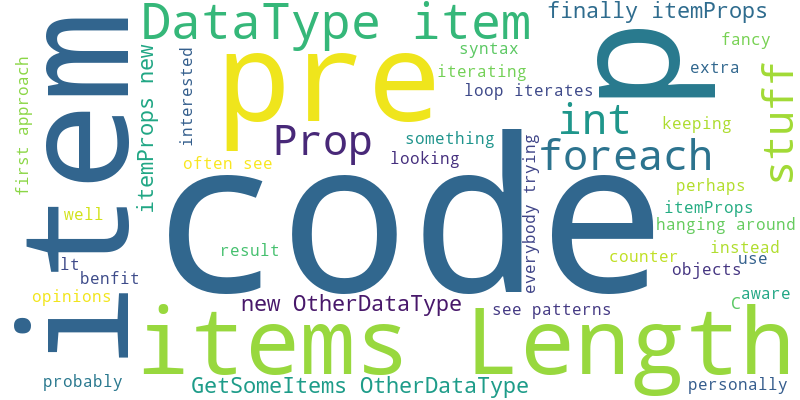 DataType item
finally itemProps
item
pre
p
fancy
syntax
first approach
itemProps new
interested
iterating
extra
stuff
loop iterates
int
Prop
something
keeping
looking
foreach
often see
code
everybody trying
perhaps
well
itemProps
hanging around
result
counter
instead
lt
use
benfit
objects
opinions
new OtherDataType
see patterns
C
aware
items Length
probably
GetSomeItems OtherDataType
personally